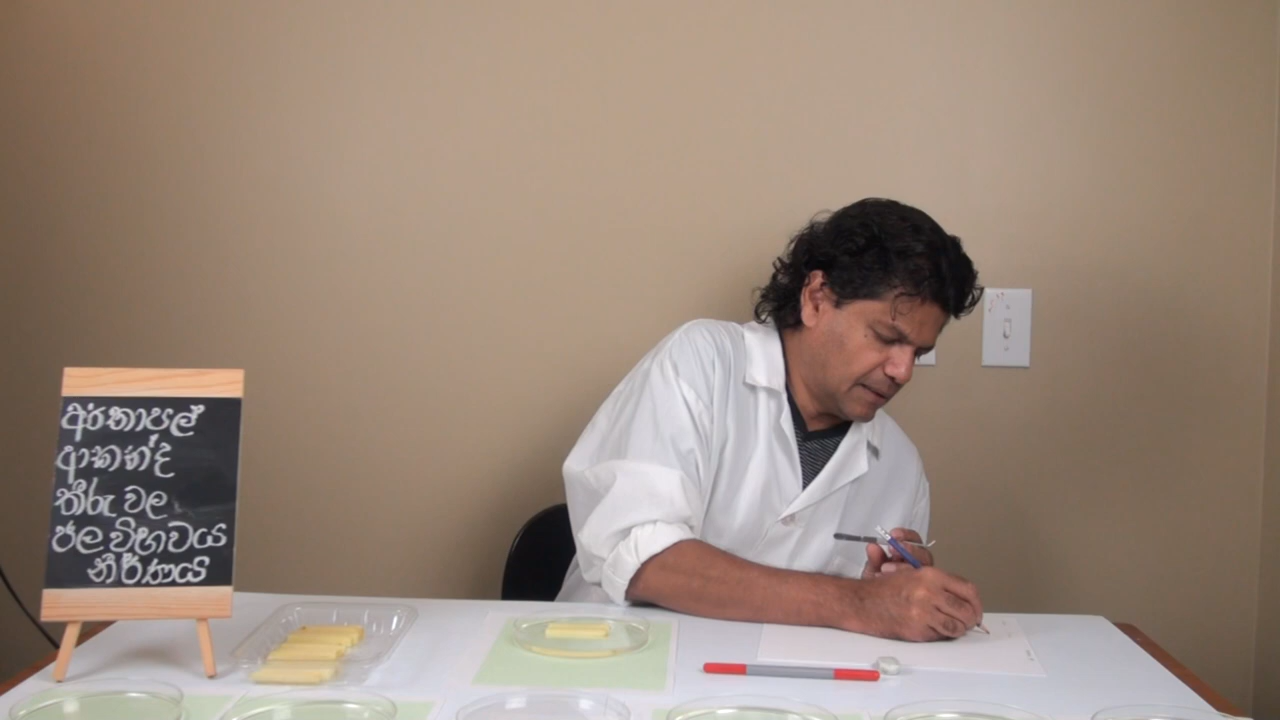 අර්තාපල්
ආකන්ද
තීරු වල
ජල විභවය
නිර්ණය